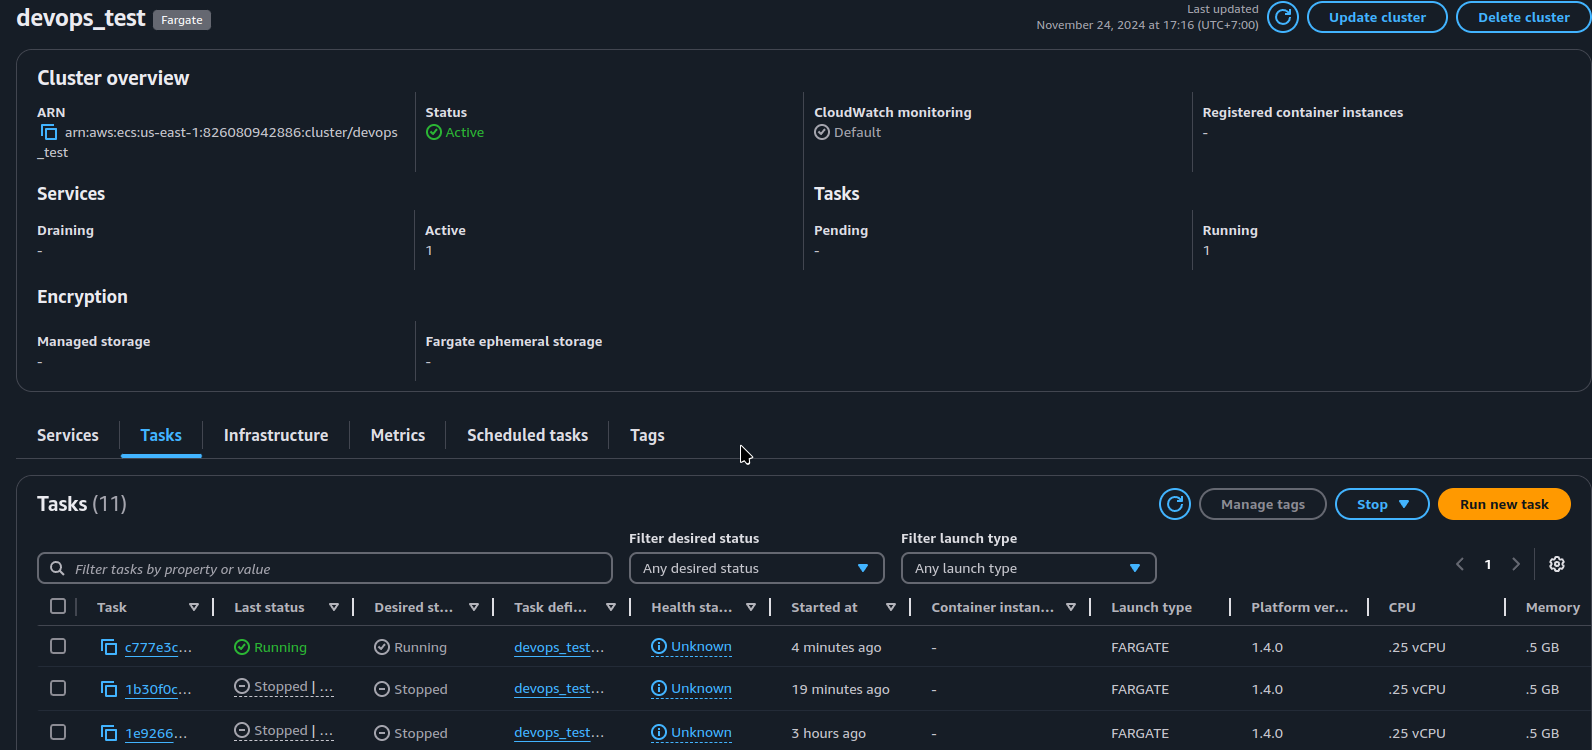 devops_test Fargate
Last updated
November 24, 2024 at 17:16 (UTC+7:00)
Update cluster
Delete cluster
Cluster overview
ARN
arn:aws:ecs:us-east-1:826080942886:cluster/devops
_test
Status
Active
CloudWatch monitoring
Default
Registered container instances
-
Services
Tasks
Draining
-
Active
1
Pending
-
Running
1
Encryption
Managed storage
-
Fargate ephemeral storage
-
Services Tasks Infrastructure Metrics Scheduled tasks Tags
Tasks (11)
Manage tags Stop Run new task
Filter desired status Filter launch type
Filter tasks by property or value Any desired status Any launch type 1
Task Last status Desired st... Task defi... Health sta... Started at Container instan... Launch type Platform ver... CPU Memory
c777e3c... Running Running devops_test... Unknown 4 minutes ago - FARGATE 1.4.0 .25 vCPU .5 GB
1b30f0c... Stopped | ... Stopped devops_test... Unknown 19 minutes ago - FARGATE 1.4.0 .25 vCPU .5 GB
1e9266... Stopped | ... Stopped devops_test... Unknown 3 hours ago - FARGATE 1.4.0 .25 vCPU .5 GB